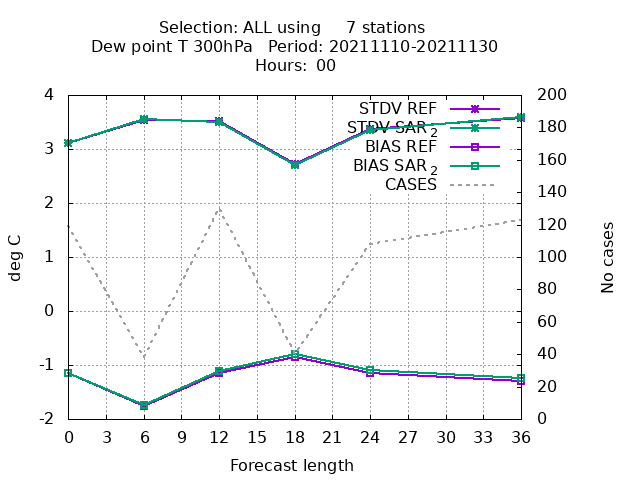 Selection: ALL using 7 stations
Dew point T 300hPa Period: 20211110-20211130
Hours: 00
4
3
2
1
0
-1
-2
deg C
STDV REF
STDV SAR 2
BIAS REF
BIAS SAR 2
CASES
200
180
160
140
120
100
80
60
40
20
0
No cases
0 3 6 9 12 15 18 21 24 27 30 33 36
Forecast length